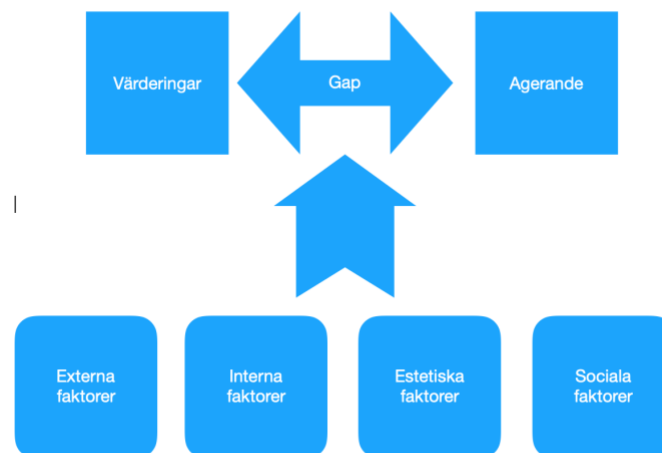 Värderingar
Gap
Agerande
Externa
faktorer
Interna
faktorer
Estetiska
faktorer
Sociala
faktorer